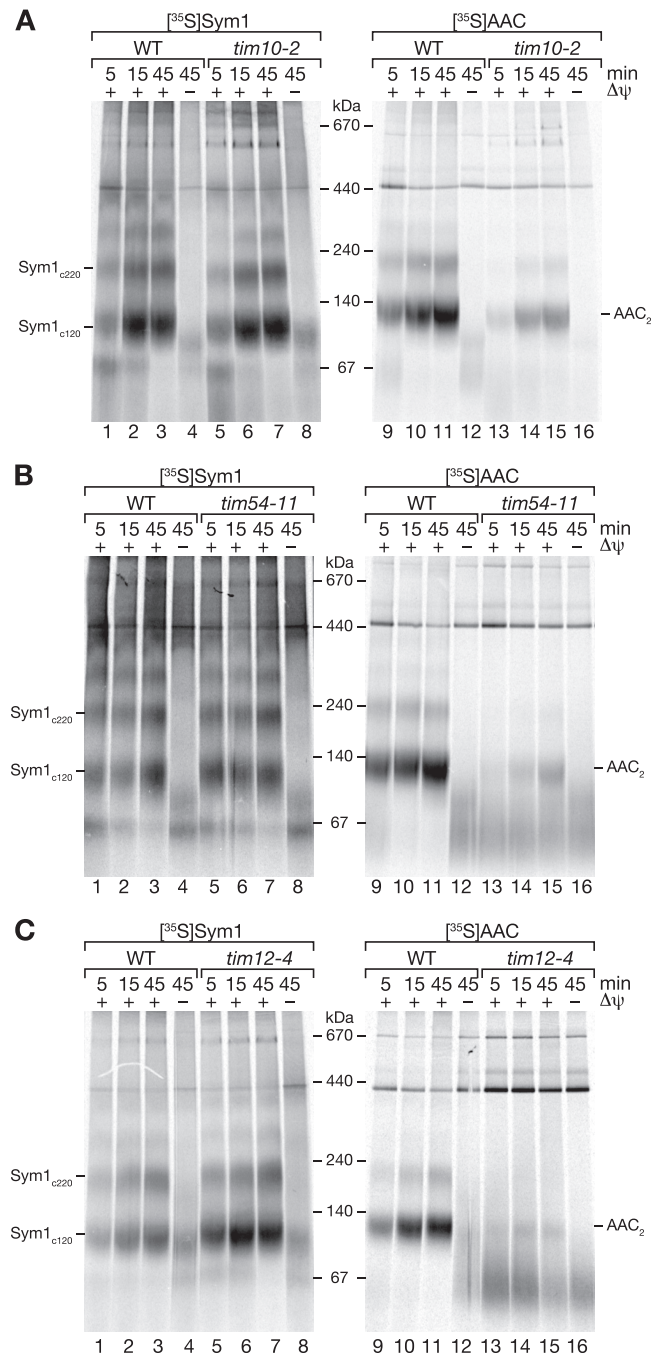 A
[³⁵S]Sym1 [³⁵S]AAC
WT tim10-2 WT tim10-2
5 15 45 45 5 15 45 45 5 15 45 45 5 15 45 45 min
+ + + − + + + − + + + − + + + − Δψ
kDa
670
440
240
Sym1c220
140
Sym1c120 AAC₂
67
1 2 3 4 5 6 7 8 9 10 11 12 13 14 15 16
B
[³⁵S]Sym1 [³⁵S]AAC
WT tim54-11 WT tim54-11
5 15 45 45 5 15 45 45 5 15 45 45 5 15 45 45 min
+ + + − + + + − + + + − + + + − Δψ
kDa
670
440
240
Sym1c220
140
Sym1c120 AAC₂
67
1 2 3 4 5 6 7 8 9 10 11 12 13 14 15 16
C
[³⁵S]Sym1 [³⁵S]AAC
WT tim12-4 WT tim12-4
5 15 45 45 5 15 45 45 5 15 45 45 5 15 45 45 min
+ + + − + + + − + + + − + + + − Δψ
kDa
670
440
240
Sym1c220
140
Sym1c120 AAC₂
67
1 2 3 4 5 6 7 8 9 10 11 12 13 14 15 16